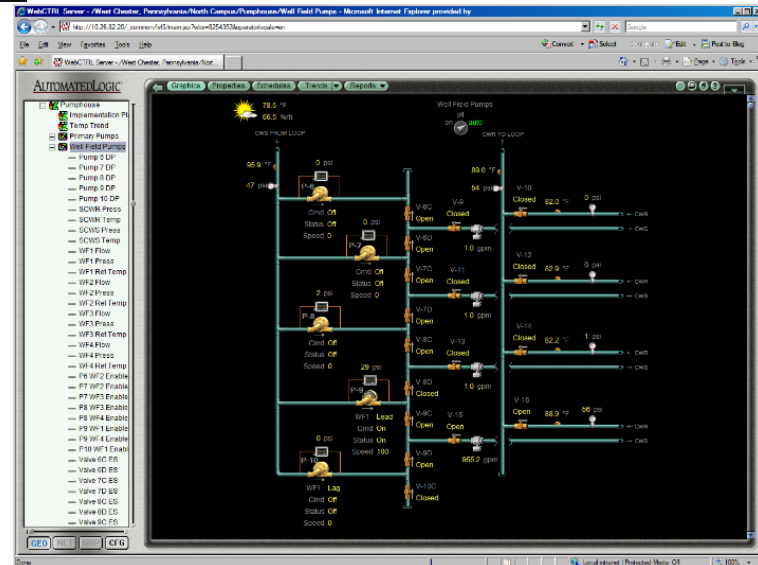 WebCTRL Server - /West Chester, Pennsylvania/North Campus/Pumphouse/Well Field Pumps - Microsoft Internet Explorer provided by
Google
File Edit View Favorites Tools Help
Convert Select
Edit Post to Blog
WebCTRL Server - /West Chester, Pennsylvania/Nort...
Page Tools
AUTOMATEDLOGIC
Graphics Properties Schedules Trends Reports
Pumphouse
Implementation Pl
Temp Trend
Primary Pumps
Well Field Pumps
Pump 6 DP
Pump 7 DP
Pump 8 DP
Pump 9 DP
Pump 10 DP
SCWR Press
SCWR Temp
SCWS Press
SCWS Temp
WF1 Flow
WF1 Press
WF1 Ret Temp
WF2 Flow
WF2 Press
WF2 Ret Temp
WF3 Flow
WF3 Press
WF3 Ret Temp
WF4 Flow
WF4 Press
WF4 Ret Temp
P6 WF2 Enable
P7 WF2 Enable
P7 WF3 Enable
P8 WF3 Enable
P8 WF4 Enable
P9 WF1 Enable
P9 WF4 Enable
P10 WF1 Enabl
Valve 6C ES
Valve 6D ES
Valve 7C ES
Valve 7D ES
Valve 8C ES
Valve 8D ES
Valve 9C ES
GEO NET CFG
78.6 °F
66.5 %rh
Well Field Pumps
off
on auto
CWS FROM LOOP
CWR TO LOOP
95.9 °F
47 psi
89.0 °F
54 psi
0 psi
P-6
Cmd Off
Status Off
Speed 0
0 psi
P-7
Cmd Off
Status Off
Speed 0
2 psi
P-8
Cmd Off
Status Off
Speed 0
29 psi
P-9
WF1 Lead
Cmd On
Status On
Speed 100
0 psi
P-10
WF1 Lag
Cmd Off
Status Off
Speed 0
V-6C
Open
V-6D
Open
V-7C
Open
V-7D
Open
V-8C
Open
V-8D
Closed
V-9C
Open
V-9D
Open
V-10C
Closed
V-9
Closed
1.0 gpm
V-11
Closed
1.0 gpm
V-13
Closed
1.0 gpm
V-15
Open
955.2 gpm
V-10
Closed 82.0 °F 0 psi
CWR
CWS
V-12
Closed 82.9 °F 0 psi
CWR
CWS
V-14
Closed 82.2 °F 1 psi
CWR
CWS
V-16
Open 88.9 °F 56 psi
CWR
CWS
Done
Local intranet | Protected Mode: Off
100%